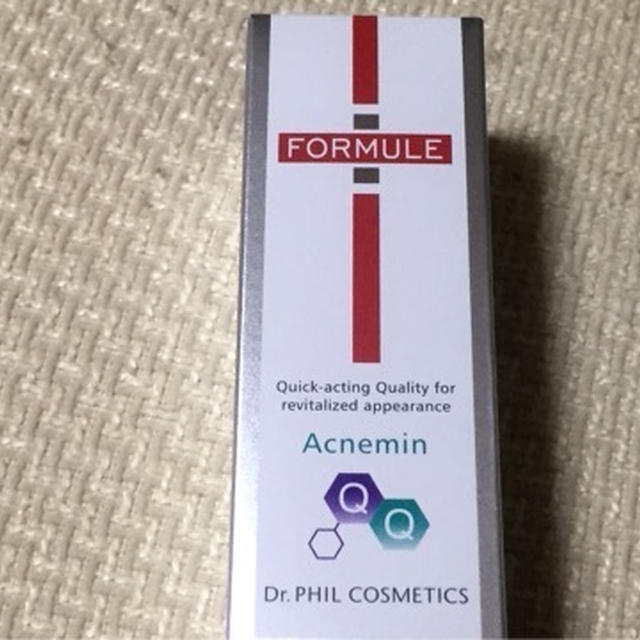 FORMULE
Quick-acting Quality for
revitalized appearance
Acnemin
Q
Q
Dr. PHIL COSMETICS